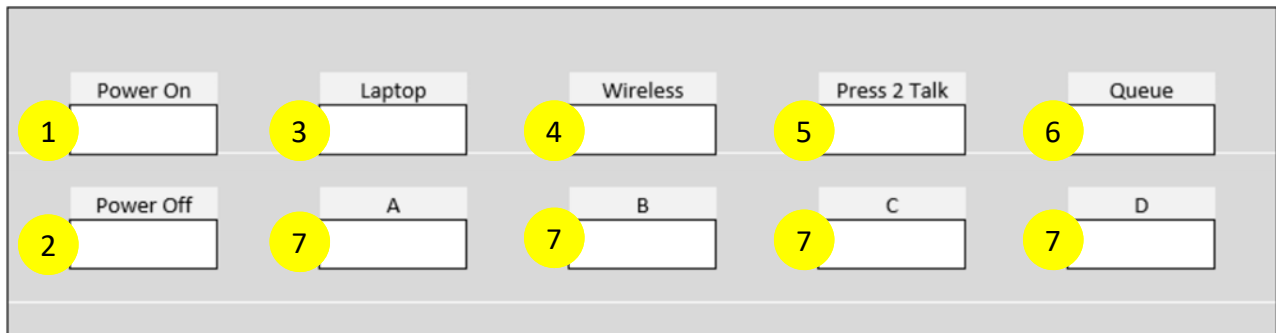 Power On Laptop Wireless Press 2 Talk Queue
1 3 4 5 6
Power Off A B C D
2 7 7 7 7